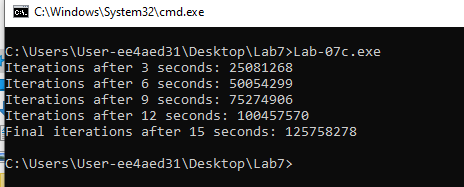 C:\Windows\System32\cmd.exe
C:\Users\User-ee4aed31\Desktop\Lab7>Lab-07c.exe
Iterations after 3 seconds: 25081268
Iterations after 6 seconds: 50054299
Iterations after 9 seconds: 75274906
Iterations after 12 seconds: 100457570
Final iterations after 15 seconds: 125758278
C:\Users\User-ee4aed31\Desktop\Lab7>